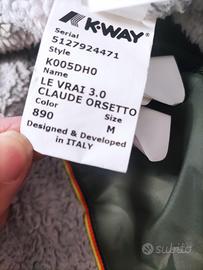 K-WAY®
Serial
5127924471
Style
K005DH0
Name
LE VRAI 3.0
CLAUDE ORSETTO
Color Size
890 M
Designed & Developed
in ITALY
subito